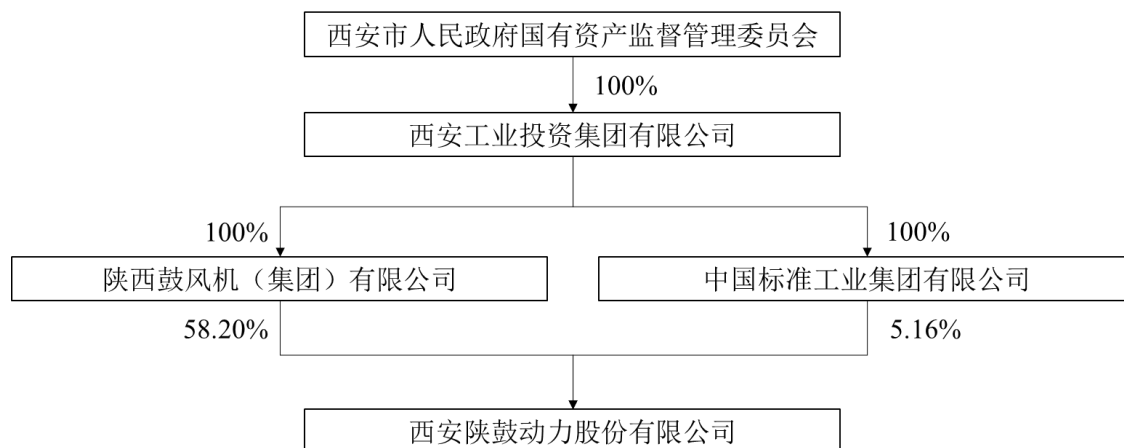 西安市人民政府国有资产监督管理委员会
100%
西安工业投资集团有限公司
100%
100%
陕西鼓风机（集团）有限公司
中国标准工业集团有限公司
58.20%
5.16%
西安陕鼓动力股份有限公司